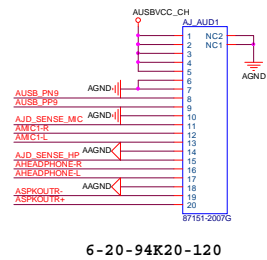 AUSBVCC_CH
AJ_AUD1
1
2
3
4
5
6
7
8
9
10
11
12
13
14
15
16
17
18
19
20
NC2
NC1
AGND
AGND
AUSB_PN9
AUSB_PP9
AGND
AJD_SENSE_MIC
AMIC1-R
AMIC1-L
AAGND
AJD_SENSE_HP
AHEADPHONE-R
AHEADPHONE-L
AAGND
ASPKOUTR-
ASPKOUTR+
87151-2007G
6-20-94K20-120